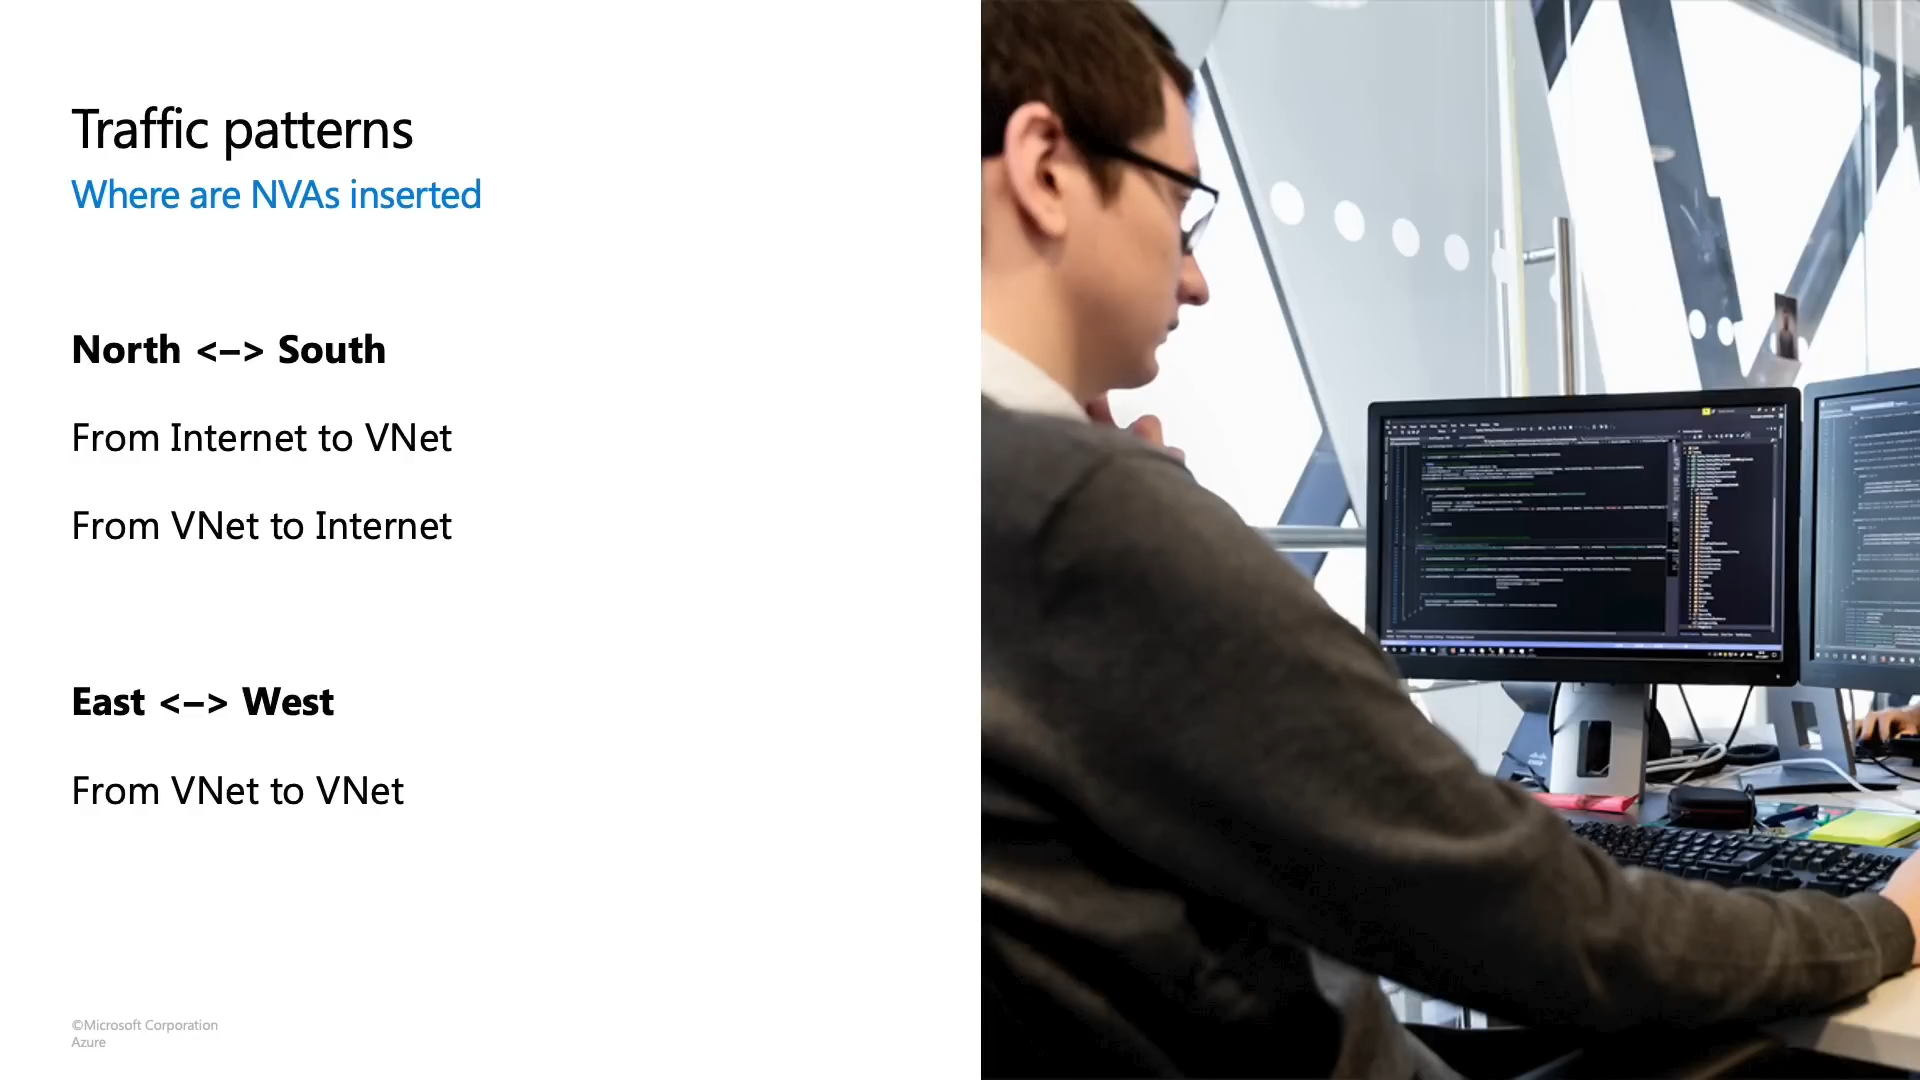 Traffic patterns
Where are NVAs inserted
North <–> South
From Internet to VNet
From VNet to Internet
East <–> West
From VNet to VNet
©Microsoft Corporation
Azure